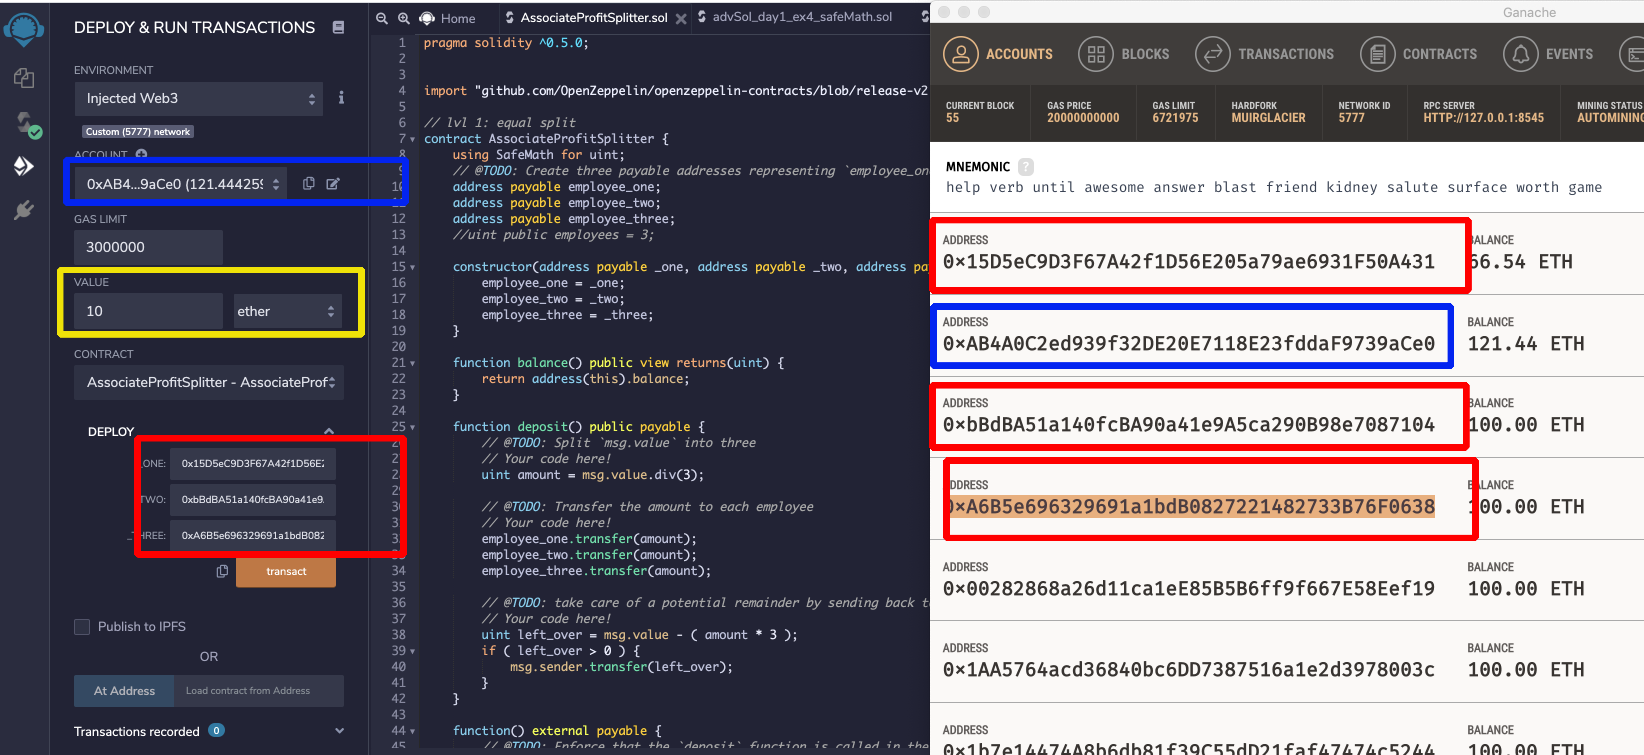 DEPLOY & RUN TRANSACTIONS
ENVIRONMENT
Injected Web3
Custom (5777) network
ACCOUNT
0xAB4...9aCe0 (121.444259
GAS LIMIT
3000000
VALUE
10
ether
CONTRACT
AssociateProfitSplitter - AssociateProf
DEPLOY
_ONE:
0x15D5eC9D3F67A42f1D56E2
TWO:
0xbBdBA51a140fcBA90a41e9.
_THREE:
0xA6B5e696329691a1bdB082
transact
Publish to IPFS
OR
At Address
Load contract from Address
Transactions recorded 0
Home
AssociateProfitSplitter.sol
advSol_day1_ex4_safeMath.sol
1 pragma solidity ^0.5.0;
2
3
4 import "github.com/OpenZeppelin/openzeppelin-contracts/blob/release-v2
5
6 // lvl 1: equal split
7 contract AssociateProfitSplitter {
8 using SafeMath for uint;
9 // @TODO: Create three payable addresses representing `employee_on
10 address payable employee_one;
11 address payable employee_two;
12 address payable employee_three;
13 //uint public employees = 3;
14
15 constructor(address payable _one, address payable _two, address pa
16 employee_one = _one;
17 employee_two = _two;
18 employee_three = _three;
19 }
20
21 function balance() public view returns(uint) {
22 return address(this).balance;
23 }
24
25 function deposit() public payable {
2 // @TODO: Split `msg.value` into three
2 // Your code here!
2 uint amount = msg.value.div(3);
2
3 // @TODO: Transfer the amount to each employee
3 // Your code here!
3 employee_one.transfer(amount);
33 employee_two.transfer(amount);
34 employee_three.transfer(amount);
35
36 // @TODO: take care of a potential remainder by sending back t
37 // Your code here!
38 uint left_over = msg.value - ( amount * 3 );
39 if ( left_over > 0 ) {
40 msg.sender.transfer(left_over);
41 }
42 }
43
44 function() external payable {
45 // @TODO: Enforce that the `deposit` function is called in the
Ganache
ACCOUNTS
BLOCKS
TRANSACTIONS
CONTRACTS
EVENTS
CURRENT BLOCK
55
GAS PRICE
20000000000
GAS LIMIT
6721975
HARDFORK
MUIRGLACIER
NETWORK ID
5777
RPC SERVER
HTTP://127.0.0.1:8545
MINING STATUS
AUTOMINING
MNEMONIC ?
help verb until awesome answer blast friend kidney salute surface worth game
ADDRESS
0×15D5eC9D3F67A42f1D56E205a79ae6931F50A431
BALANCE
66.54 ETH
ADDRESS
0×AB4A0C2ed939f32DE20E7118E23fddaF9739aCe0
BALANCE
121.44 ETH
ADDRESS
0×bBdBA51a140fcBA90a41e9A5ca290B98e7087104
BALANCE
100.00 ETH
ADDRESS
0×A6B5e696329691a1bdB0827221482733B76F0638
BALANCE
100.00 ETH
ADDRESS
0×00282868a26d11ca1eE85B5B6ff9f667E58Eef19
BALANCE
100.00 ETH
ADDRESS
0×1AA5764acd36840bc6DD7387516a1e2d3978003c
BALANCE
100.00 ETH
ADDRESS
0×1b7e14474A8b6db81f39C55dD21faf47474c5244
BALANCE
100.00 ETH